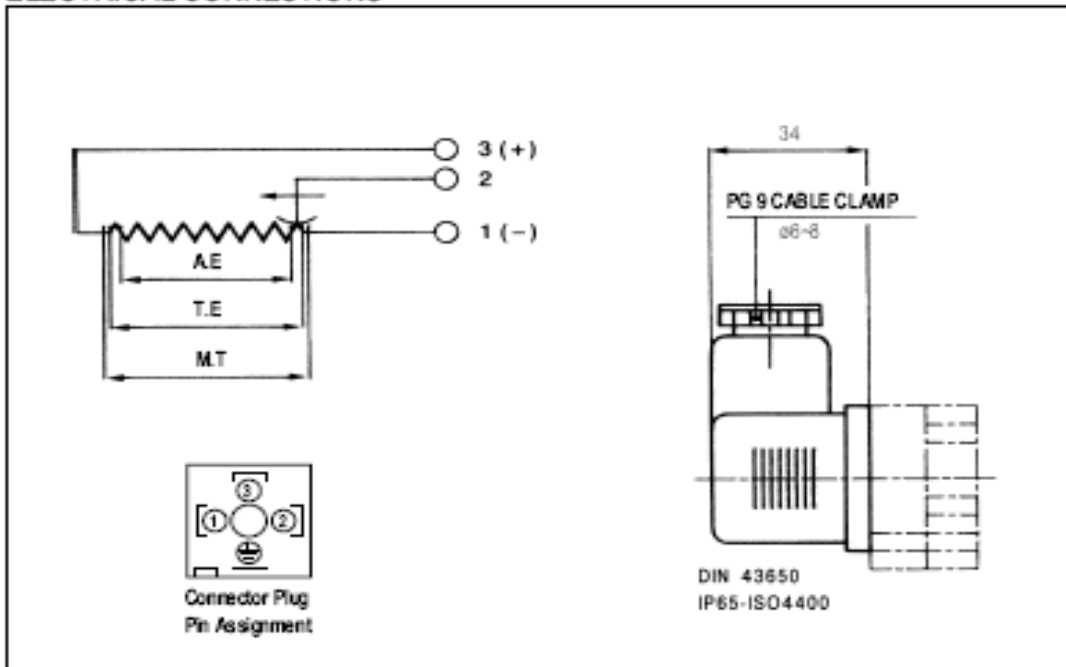 3 (+)
2
1 (-)
A.E
T.E
M.T
34
PG 9 CABLE CLAMP
ø6~8
3
1
2
Connector Plug
Pin Assignment
DIN 43650
IP65-ISO4400